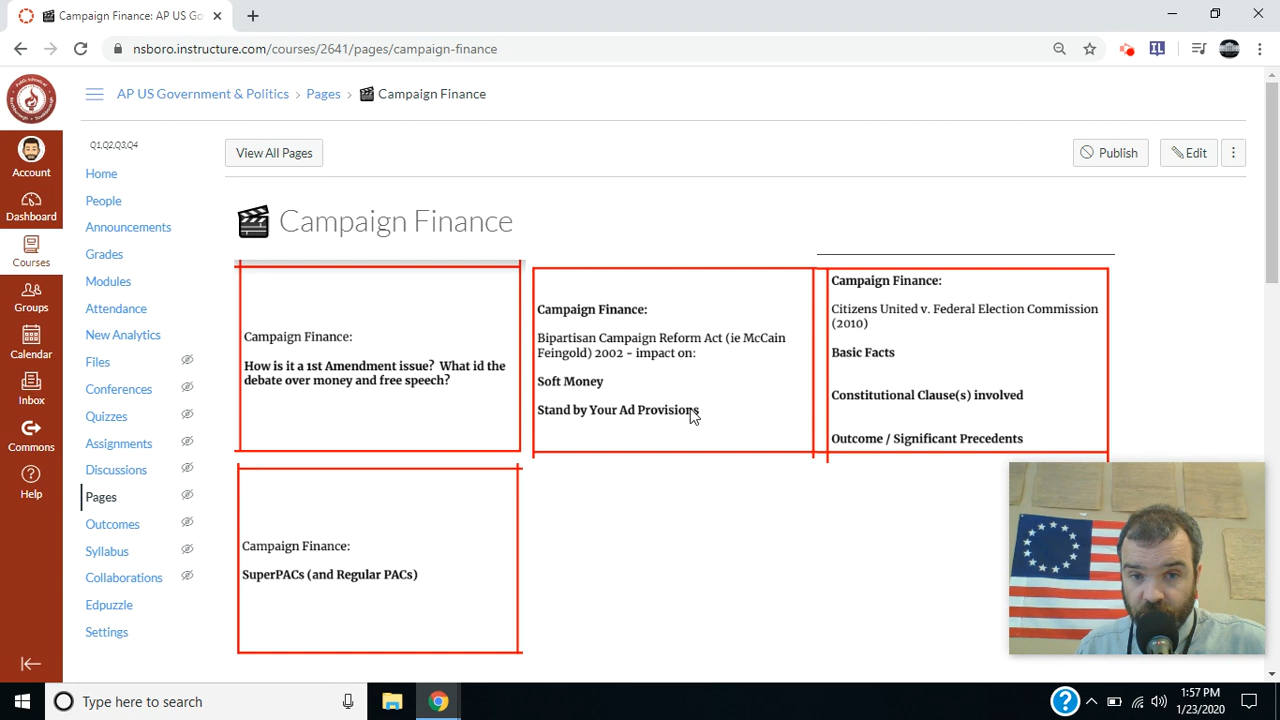 Campaign Finance: AP US Go
nsboro.instructure.com/courses/2641/pages/campaign-finance
IL
AP US Government & Politics > Pages > Campaign Finance
Account
Dashboard
Courses
Groups
Calendar
Inbox
Commons
Help
Q1,Q2,Q3,Q4
Home
People
Announcements
Grades
Modules
Attendance
New Analytics
Files
Conferences
Quizzes
Assignments
Discussions
Pages
Outcomes
Syllabus
Collaborations
Edpuzzle
Settings
View All Pages
Publish
Edit
Campaign Finance
Campaign Finance:
How is it a 1st Amendment issue? What id the
debate over money and free speech?
Campaign Finance:
Bipartisan Campaign Reform Act (ie McCain
Feingold) 2002 - impact on:
Soft Money
Stand by Your Ad Provisions
Campaign Finance:
Citizens United v. Federal Election Commission
(2010)
Basic Facts
Constitutional Clause(s) involved
Outcome / Significant Precedents
Campaign Finance:
SuperPACs (and Regular PACs)
Type here to search
1:57 PM
1/23/2020